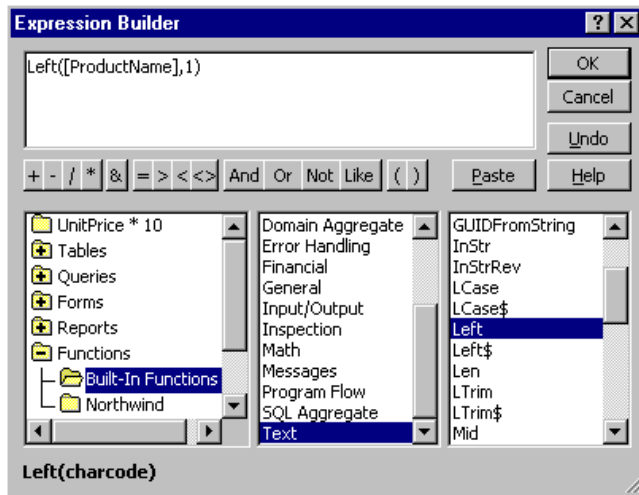 Expression Builder ? X
Left([ProductName],1)
OK
Cancel
Undo
+ - / * & = > < <> And Or Not Like ( ) Paste Help
UnitPrice * 10
Tables
Queries
Forms
Reports
Functions
Built-In Functions
Northwind
Domain Aggregate
Error Handling
Financial
General
Input/Output
Inspection
Math
Messages
Program Flow
SQL Aggregate
Text
GUIDFromString
InStr
InStrRev
LCase
LCase$
Left
Left$
Len
LTrim
LTrim$
Mid
Left(charcode)